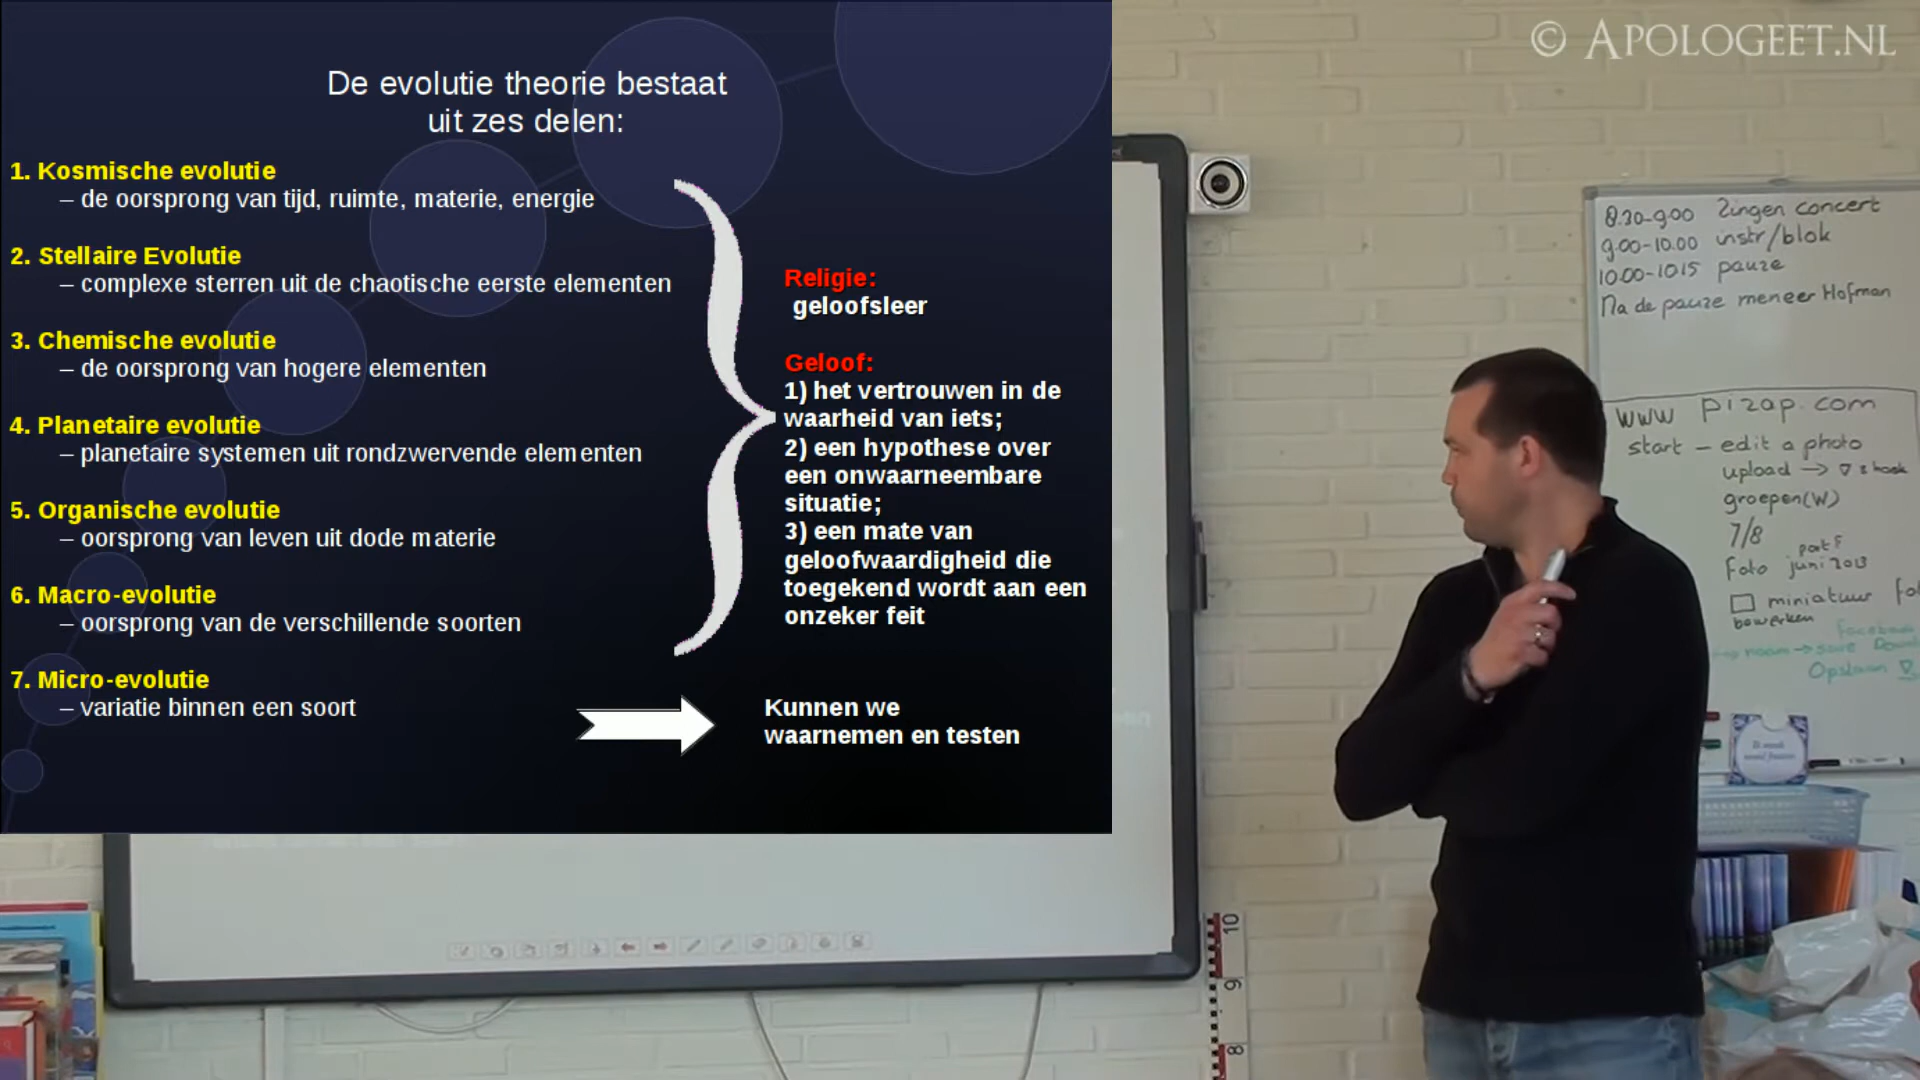 De evolutie theorie bestaat
uit zes delen:
1. Kosmische evolutie
– de oorsprong van tijd, ruimte, materie, energie
2. Stellaire Evolutie
– complexe sterren uit de chaotische eerste elementen
3. Chemische evolutie
– de oorsprong van hogere elementen
4. Planetaire evolutie
– planetaire systemen uit rondzwervende elementen
5. Organische evolutie
– oorsprong van leven uit dode materie
6. Macro-evolutie
– oorsprong van de verschillende soorten
7. Micro-evolutie
– variatie binnen een soort
Religie:
geloofsleer
Geloof:
1) het vertrouwen in de
waarheid van iets;
2) een hypothese over
een onwaarneembare
situatie;
3) een mate van
geloofwaardigheid die
toegekend wordt aan een
onzeker feit
Kunnen we
waarnemen en testen
© APOLOGEET.NL
8.30-9.00 Zingen concert
9.00-10.00 instr/blok
10.00-10.15 pauze
Na de pauze meneer Hofman
www pizap.com
start – edit a photo
upload →
groepen(W)
7/8
Foto juni 2013
miniatuur
bewerken
Facebook
naam → save
Opslaan
10
9
8